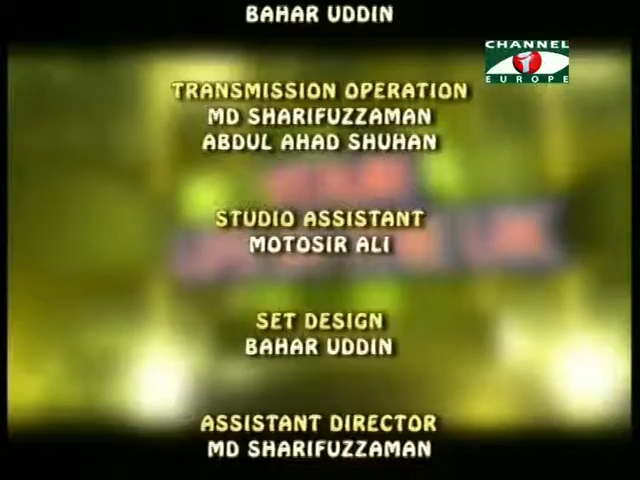 BAHAR UDDIN
CHANNEL
EUROPE
TRANSMISSION OPERATION
MD SHARIFUZZAMAN
ABDUL AHAD SHUHAN
STUDIO ASSISTANT
MOTOSIR ALI
SET DESIGN
BAHAR UDDIN
ASSISTANT DIRECTOR
MD SHARIFUZZAMAN